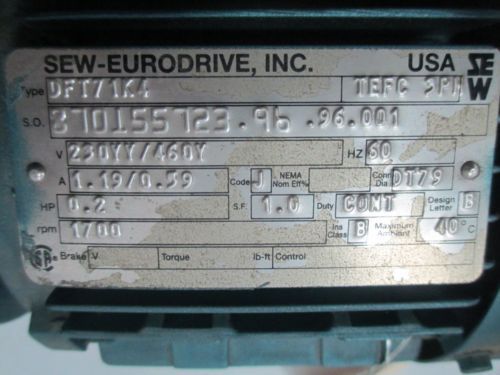 SEW-EURODRIVE, INC. USA SEW
Type DFT71K4 TEFC 3PH
S.O. 870155723.96 .96.001
V 230YY/460Y HZ 60
A 1.19/0.59 Code J NEMA Nom Eff% Conn Dia DT79
HP 0.2 S.F. 1.0 Duty CONT Design Letter B
rpm 1700 Ins Class B Maximum Ambient 40°C
SA Brake V Torque lb-ft Control